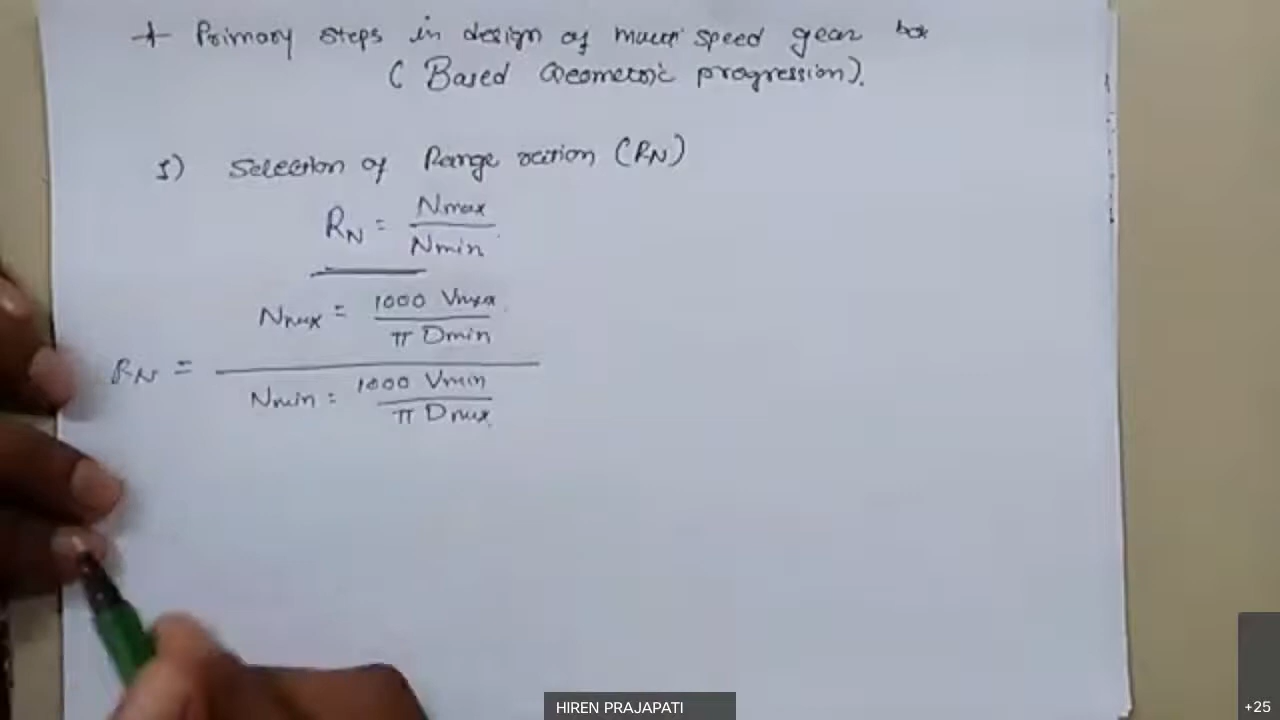 + Primary steps in design of multi speed gear box
( Based Geometric progression).
1) Selection of Range ration (RN)
RN = Nmax / Nmin
Nmax = 1000 Vmax / π Dmin
RN =
Nmin = 1000 Vmin / π Dmax
HIREN PRAJAPATI
+25